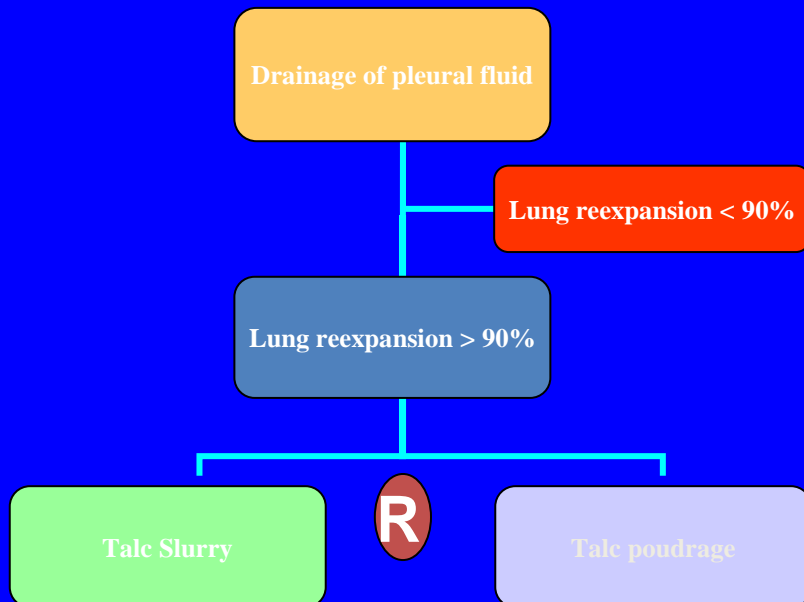 Drainage of pleural fluid
Lung reexpansion < 90%
Lung reexpansion > 90%
R
Talc Slurry
Talc poudrage